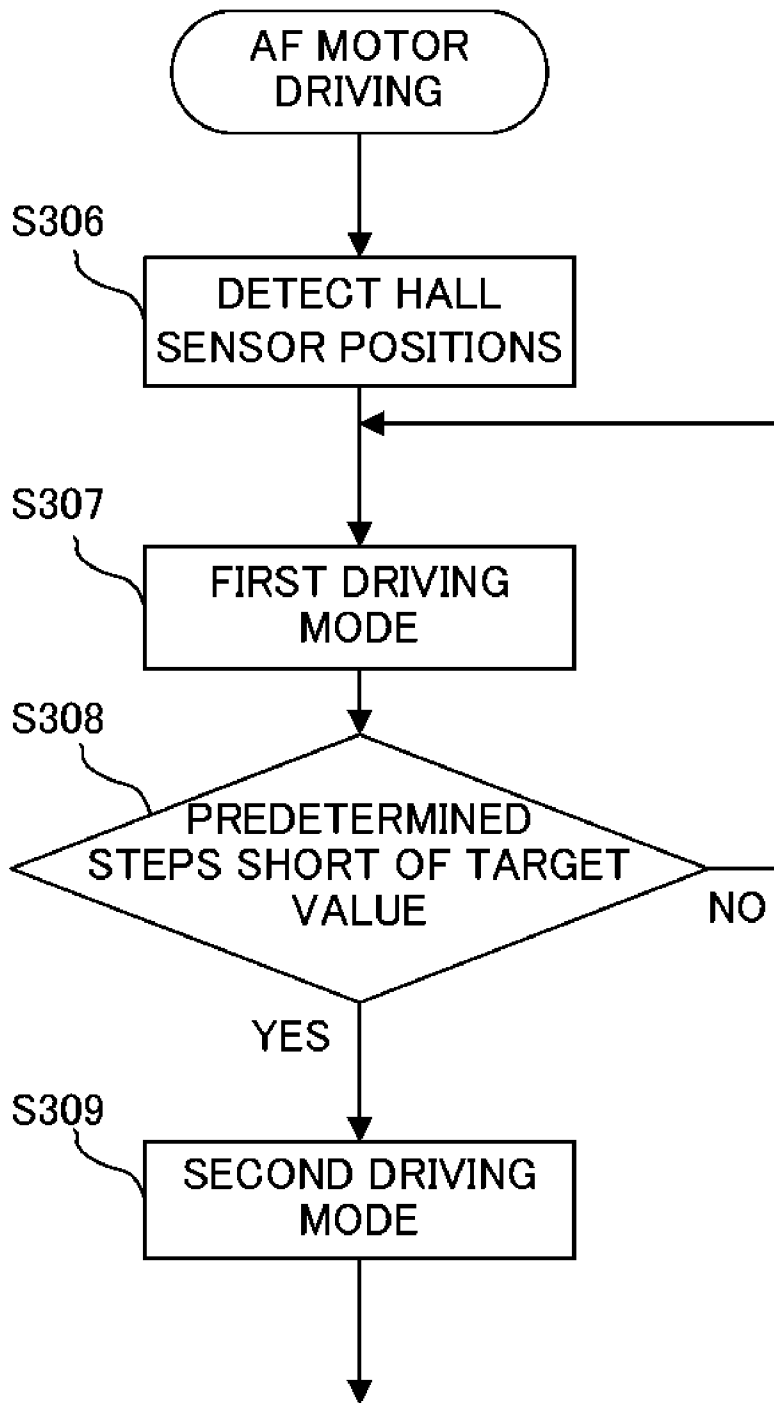 AF MOTOR
DRIVING
S306
DETECT HALL
SENSOR POSITIONS
S307
FIRST DRIVING
MODE
S308
PREDETERMINED
STEPS SHORT OF TARGET
VALUE
NO
YES
S309
SECOND DRIVING
MODE